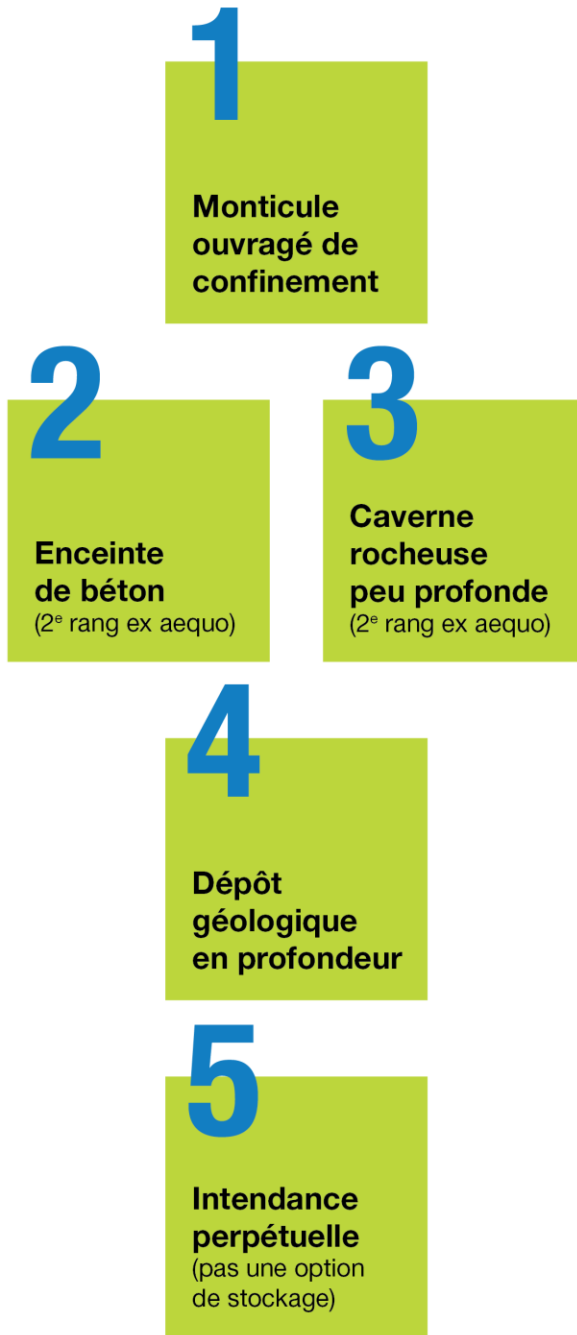 1
Monticule
ouvragé de
confinement
2
Enceinte
de béton
(2e rang ex aequo)
3
Caverne
rocheuse
peu profonde
(2e rang ex aequo)
4
Dépôt
géologique
en profondeur
5
Intendance
perpétuelle
(pas une option
de stockage)